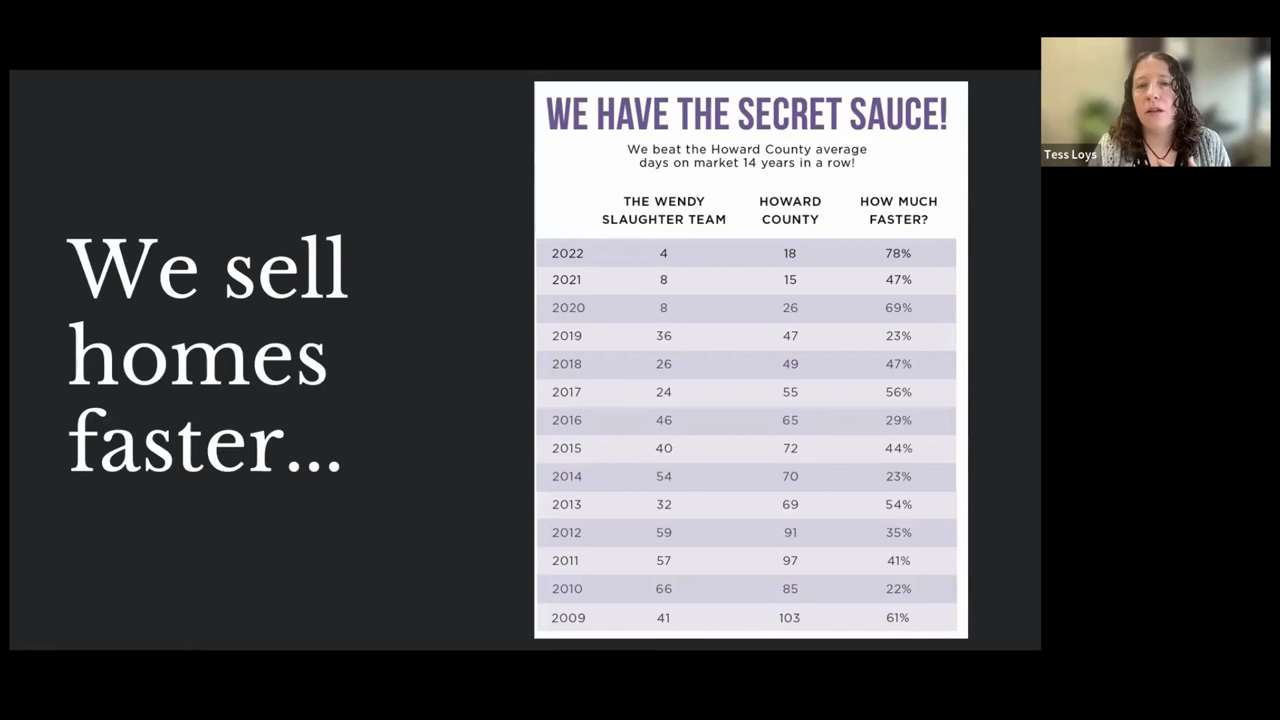 We sell
homes
faster...
WE HAVE THE SECRET SAUCE!
We beat the Howard County average
days on market 14 years in a row!
THE WENDY SLAUGHTER TEAM HOWARD COUNTY HOW MUCH FASTER?
2022 4 18 78%
2021 8 15 47%
2020 8 26 69%
2019 36 47 23%
2018 26 49 47%
2017 24 55 56%
2016 46 65 29%
2015 40 72 44%
2014 54 70 23%
2013 32 69 54%
2012 59 91 35%
2011 57 97 41%
2010 66 85 22%
2009 41 103 61%
Tess Loys